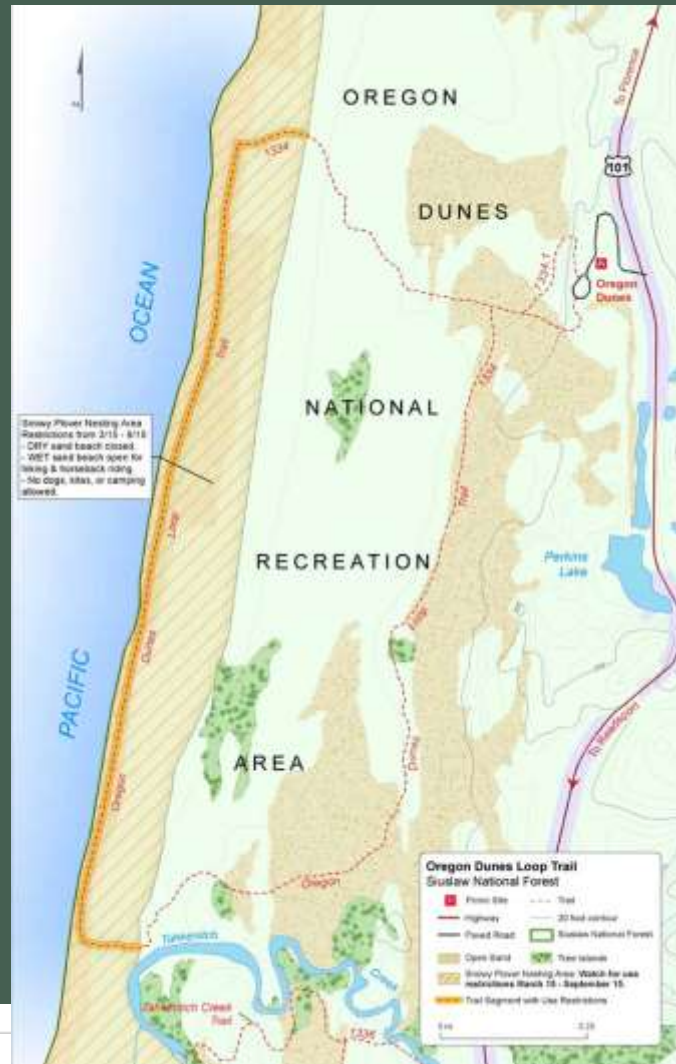 OREGON
DUNES
NATIONAL
RECREATION
AREA
PACIFIC
OCEAN
To Florence
101
Oregon
Dunes
1334
1334.1
1334
Trail
Loop
Dunes
Oregon
Trail
Loop
Dunes
Oregon
Perkins
Lake
To Reedsport
Tahkenitch
Creek
Tahkenitch Creek
Trail
1336
Snowy Plover Nesting Area
Restrictions from 3/15 - 9/15
- DRY sand beach closed.
- WET sand beach open for
hiking & horseback riding.
- No dogs, kites, or camping
allowed.
Oregon Dunes Loop Trail
Siuslaw National Forest
Picnic Site
Trail
Highway
20 foot contour
Paved Road
Siuslaw National Forest
Open Sand
Tree Islands
Snowy Plover Nesting Area: Watch for use
restrictions March 15 - September 15.
Trail Segment with Use Restrictions
0.25